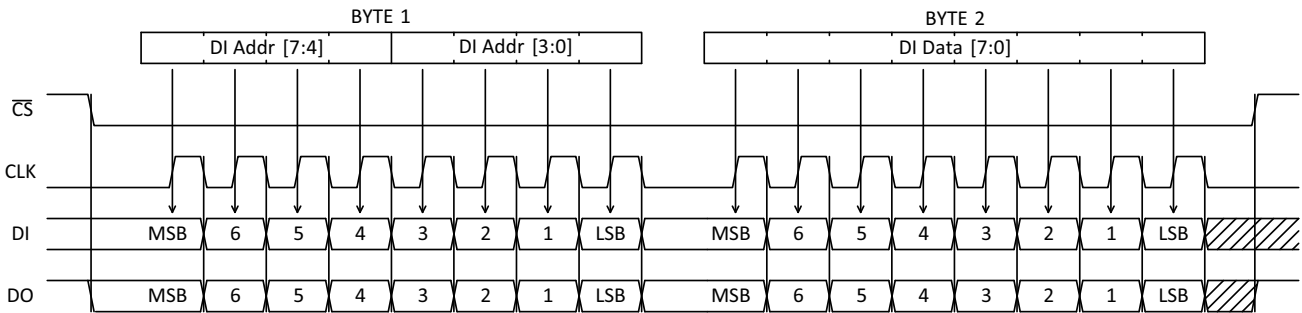 BYTE 1 BYTE 2
DI Addr [7:4] DI Addr [3:0] DI Data [7:0]
CS
CLK
DI MSB 6 5 4 3 2 1 LSB MSB 6 5 4 3 2 1 LSB
DO MSB 6 5 4 3 2 1 LSB MSB 6 5 4 3 2 1 LSB